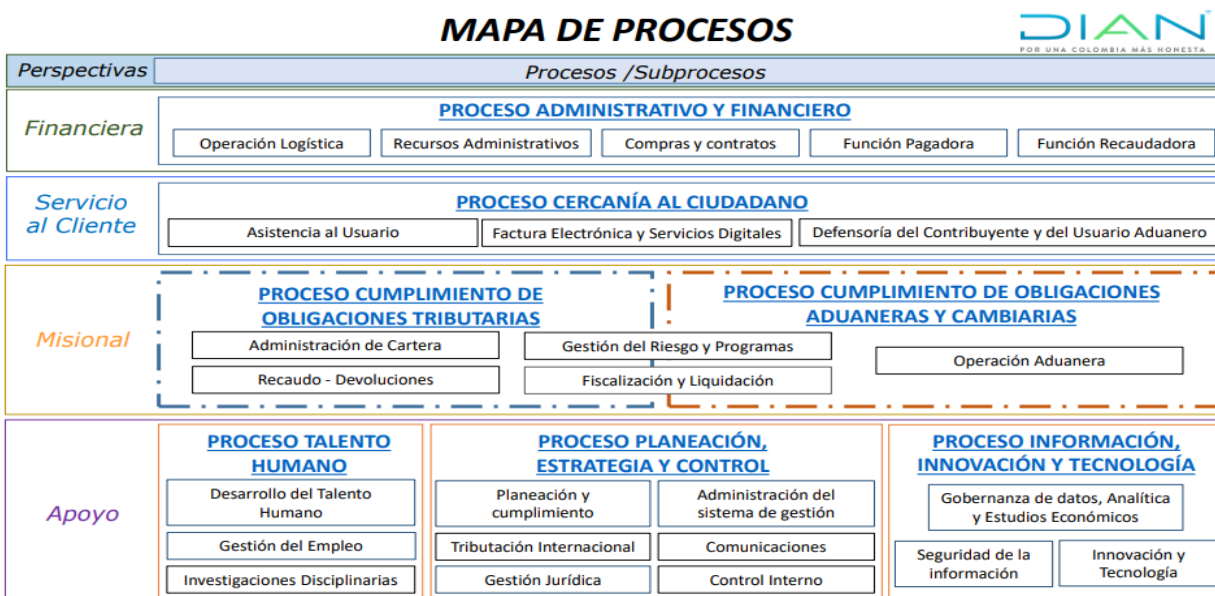 MAPA DE PROCESOS
DIAN
POR UNA COLOMBIA MÁS HONESTA
Perspectivas
Procesos /Subprocesos
Financiera
PROCESO ADMINISTRATIVO Y FINANCIERO
Operación Logística
Recursos Administrativos
Compras y contratos
Función Pagadora
Función Recaudadora
Servicio
al Cliente
PROCESO CERCANÍA AL CIUDADANO
Asistencia al Usuario
Factura Electrónica y Servicios Digitales
Defensoría del Contribuyente y del Usuario Aduanero
Misional
PROCESO CUMPLIMIENTO DE
OBLIGACIONES TRIBUTARIAS
Administración de Cartera
Recaudo - Devoluciones
Gestión del Riesgo y Programas
Fiscalización y Liquidación
PROCESO CUMPLIMIENTO DE OBLIGACIONES
ADUANERAS Y CAMBIARIAS
Operación Aduanera
Apoyo
PROCESO TALENTO
HUMANO
Desarrollo del Talento
Humano
Gestión del Empleo
Investigaciones Disciplinarias
PROCESO PLANEACIÓN,
ESTRATEGIA Y CONTROL
Planeación y
cumplimiento
Administración del
sistema de gestión
Tributación Internacional
Comunicaciones
Gestión Jurídica
Control Interno
PROCESO INFORMACIÓN,
INNOVACIÓN Y TECNOLOGÍA
Gobernanza de datos, Analítica
y Estudios Económicos
Seguridad de la
información
Innovación y
Tecnología